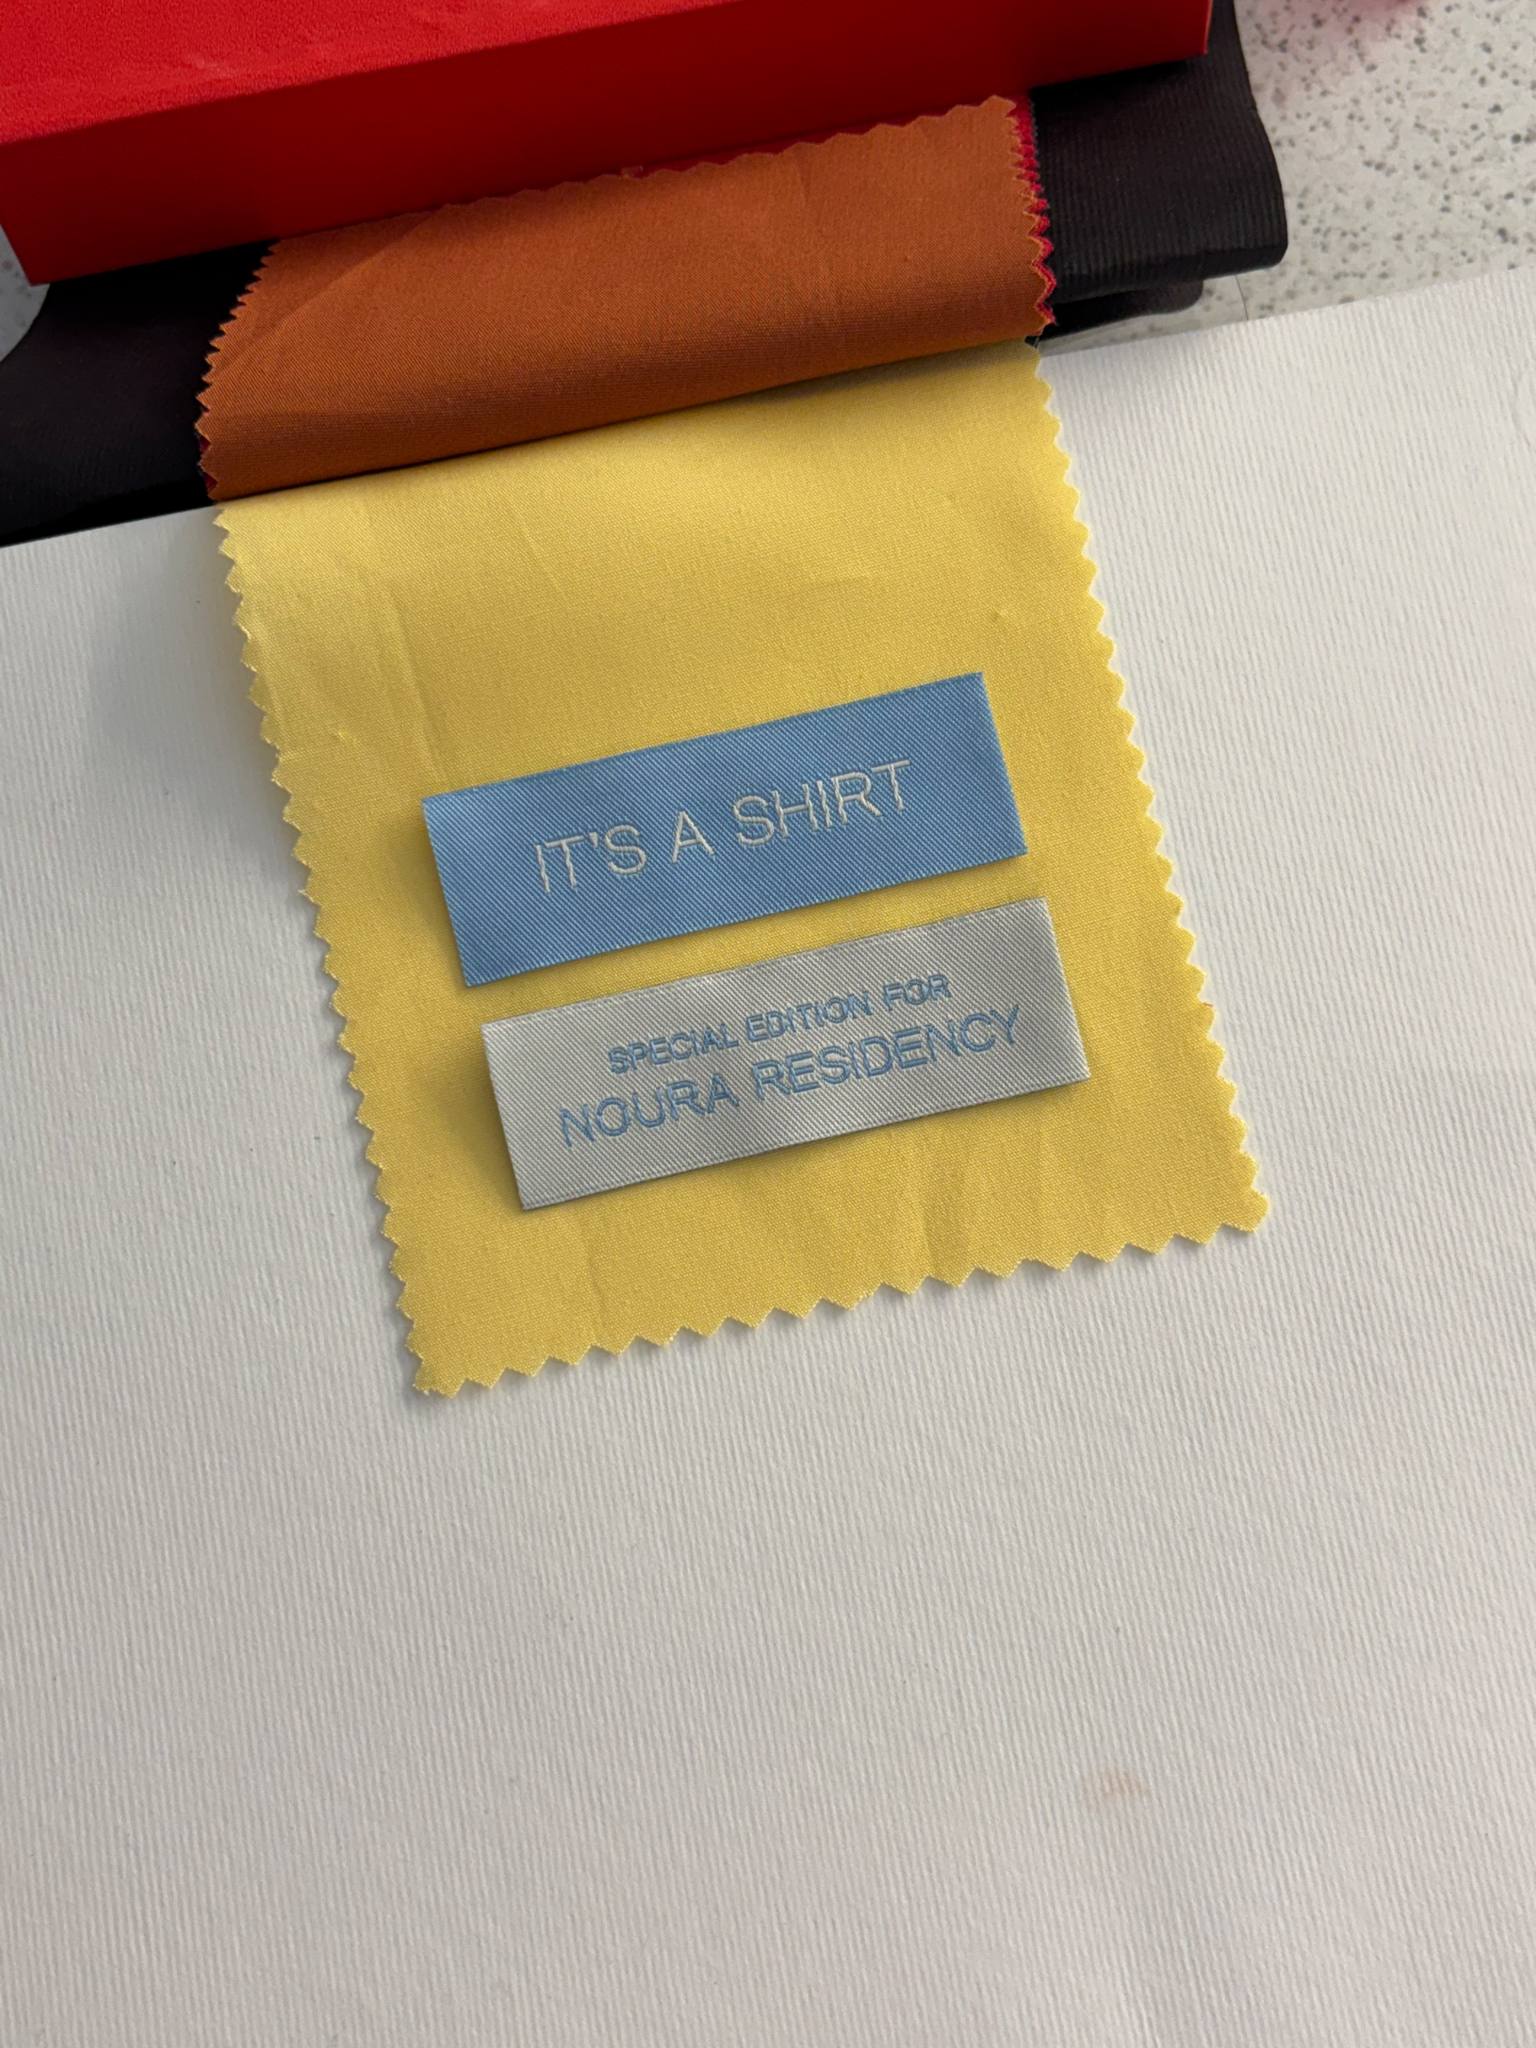 IT'S A SHIRT
SPECIAL EDITION FOR
NOURA RESIDENCY